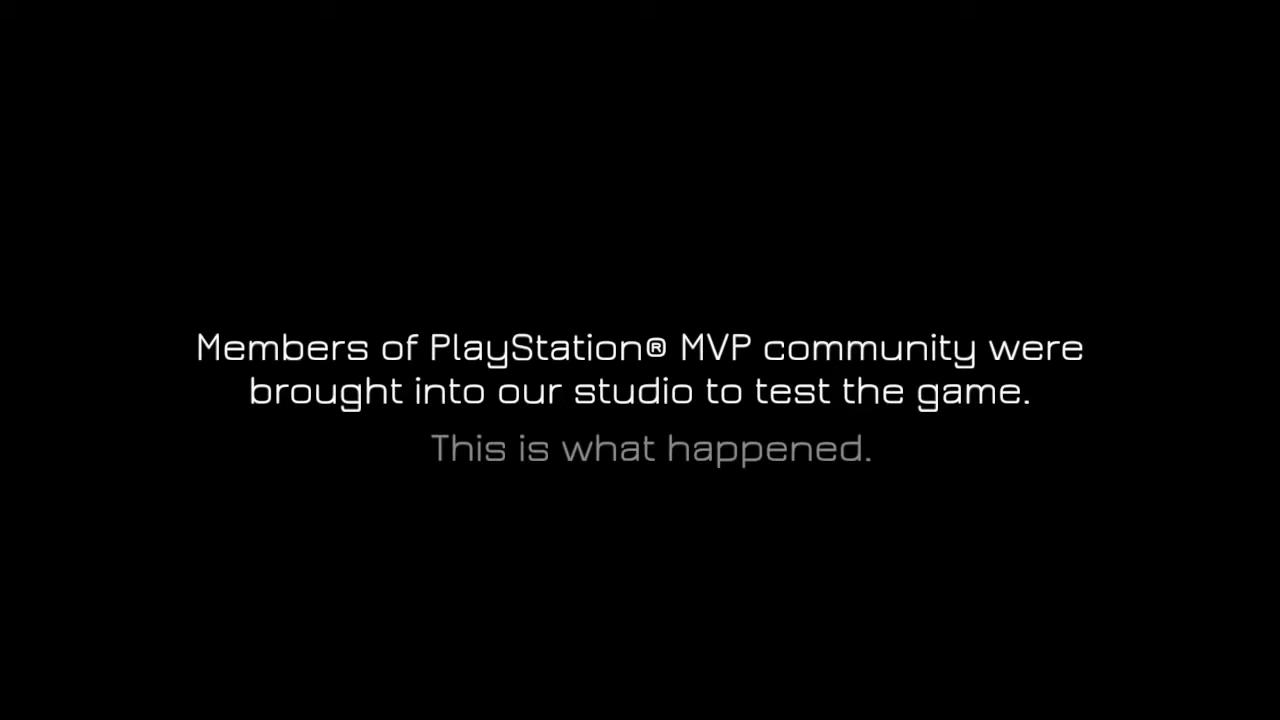 Members of PlayStation® MVP community were
brought into our studio to test the game.
This is what happened.